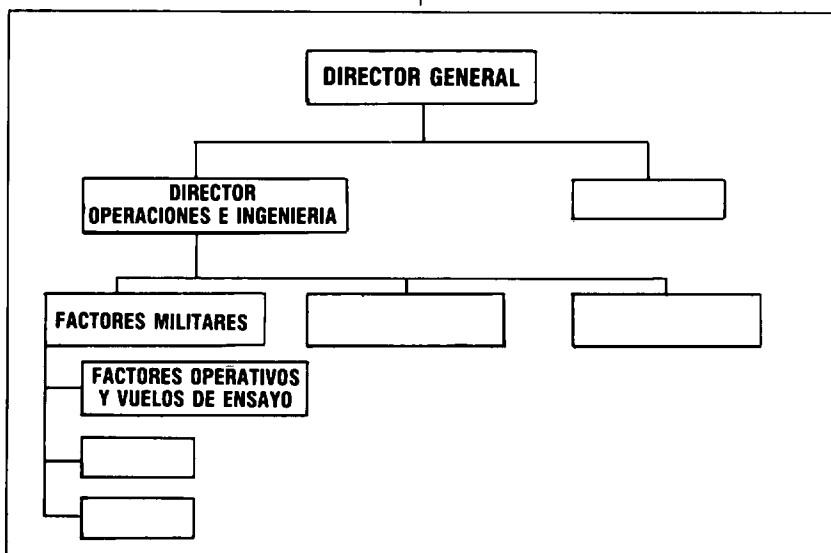 DIRECTOR GENERAL
DIRECTOR
OPERACIONES E INGENIERIA
FACTORES MILITARES
FACTORES OPERATIVOS
Y VUELOS DE ENSAYO